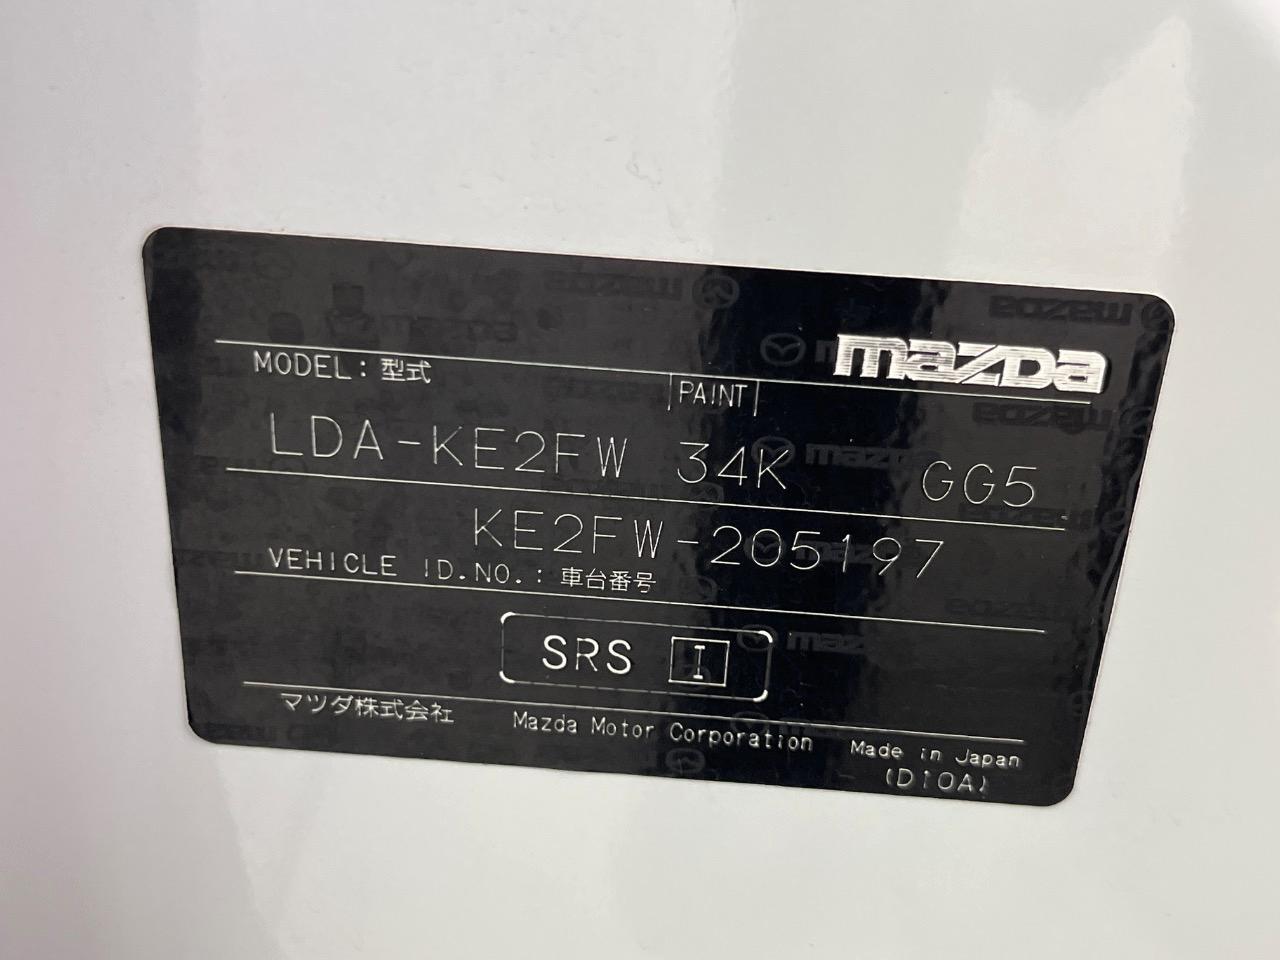 mazda
MODEL: 型式
PAINT
LDA-KE2FW 34K GG5
KE2FW-205197
VEHICLE ID.NO.: 車台番号
SRS I
マツダ株式会社 Mazda Motor Corporation Made in Japan
(D10A)